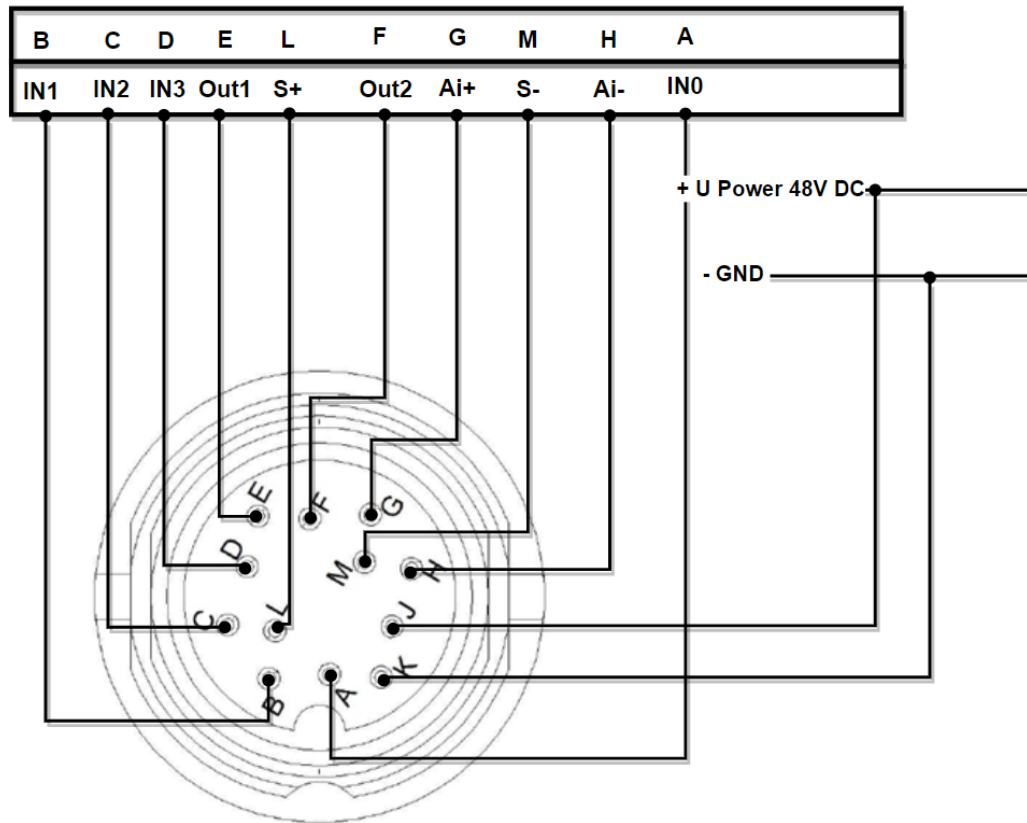 B C D E L F G M H A
IN1 IN2 IN3 Out1 S+ Out2 Ai+ S- Ai- IN0
+ U Power 48V DC
- GND
E F G
D M H
C L J
B A K